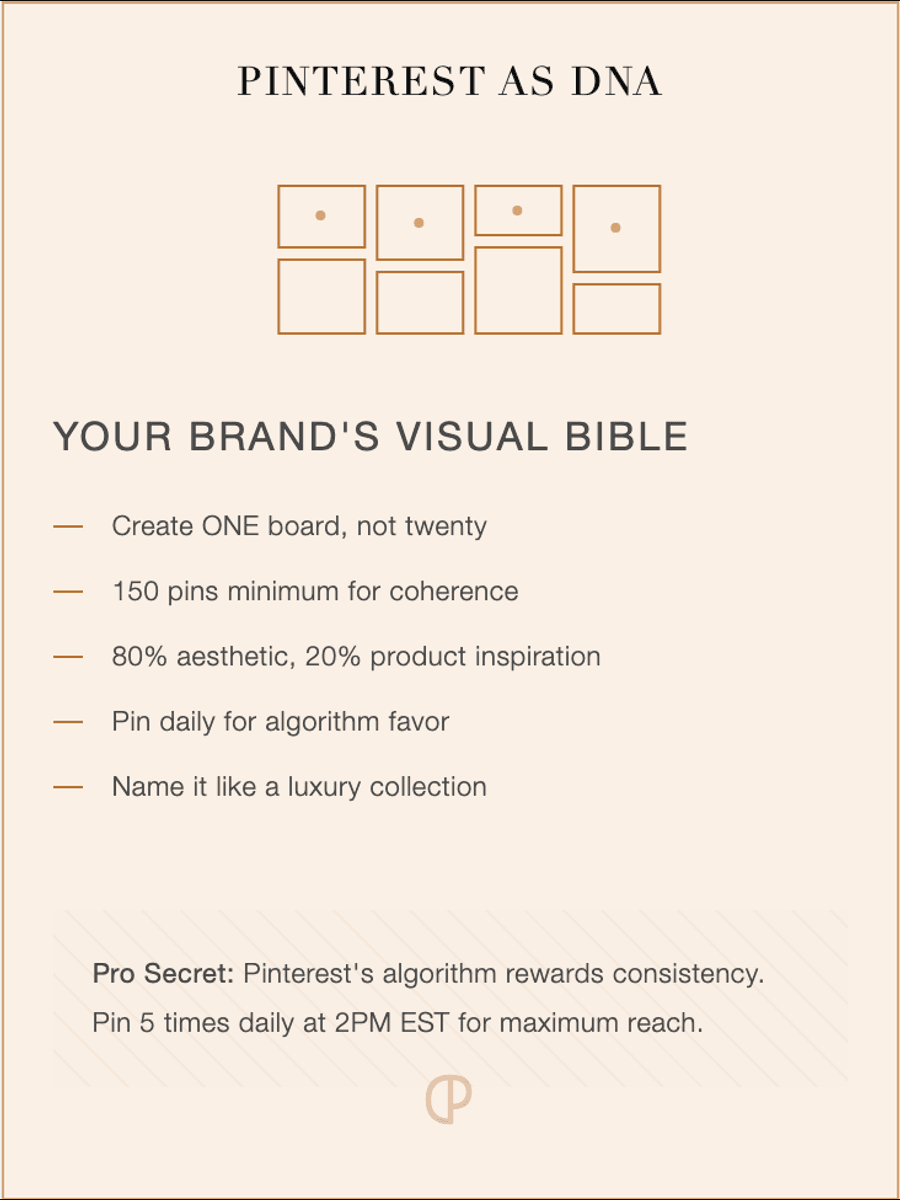 PINTEREST AS DNA
YOUR BRAND'S VISUAL BIBLE
— Create ONE board, not twenty
— 150 pins minimum for coherence
— 80% aesthetic, 20% product inspiration
— Pin daily for algorithm favor
— Name it like a luxury collection
Pro Secret: Pinterest's algorithm rewards consistency.
Pin 5 times daily at 2PM EST for maximum reach.